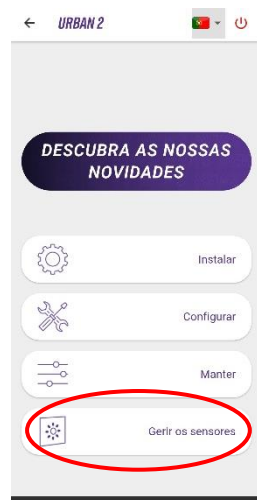 URBAN 2
DESCUBRA AS NOSSAS
NOVIDADES
Instalar
Configurar
Manter
Gerir os sensores